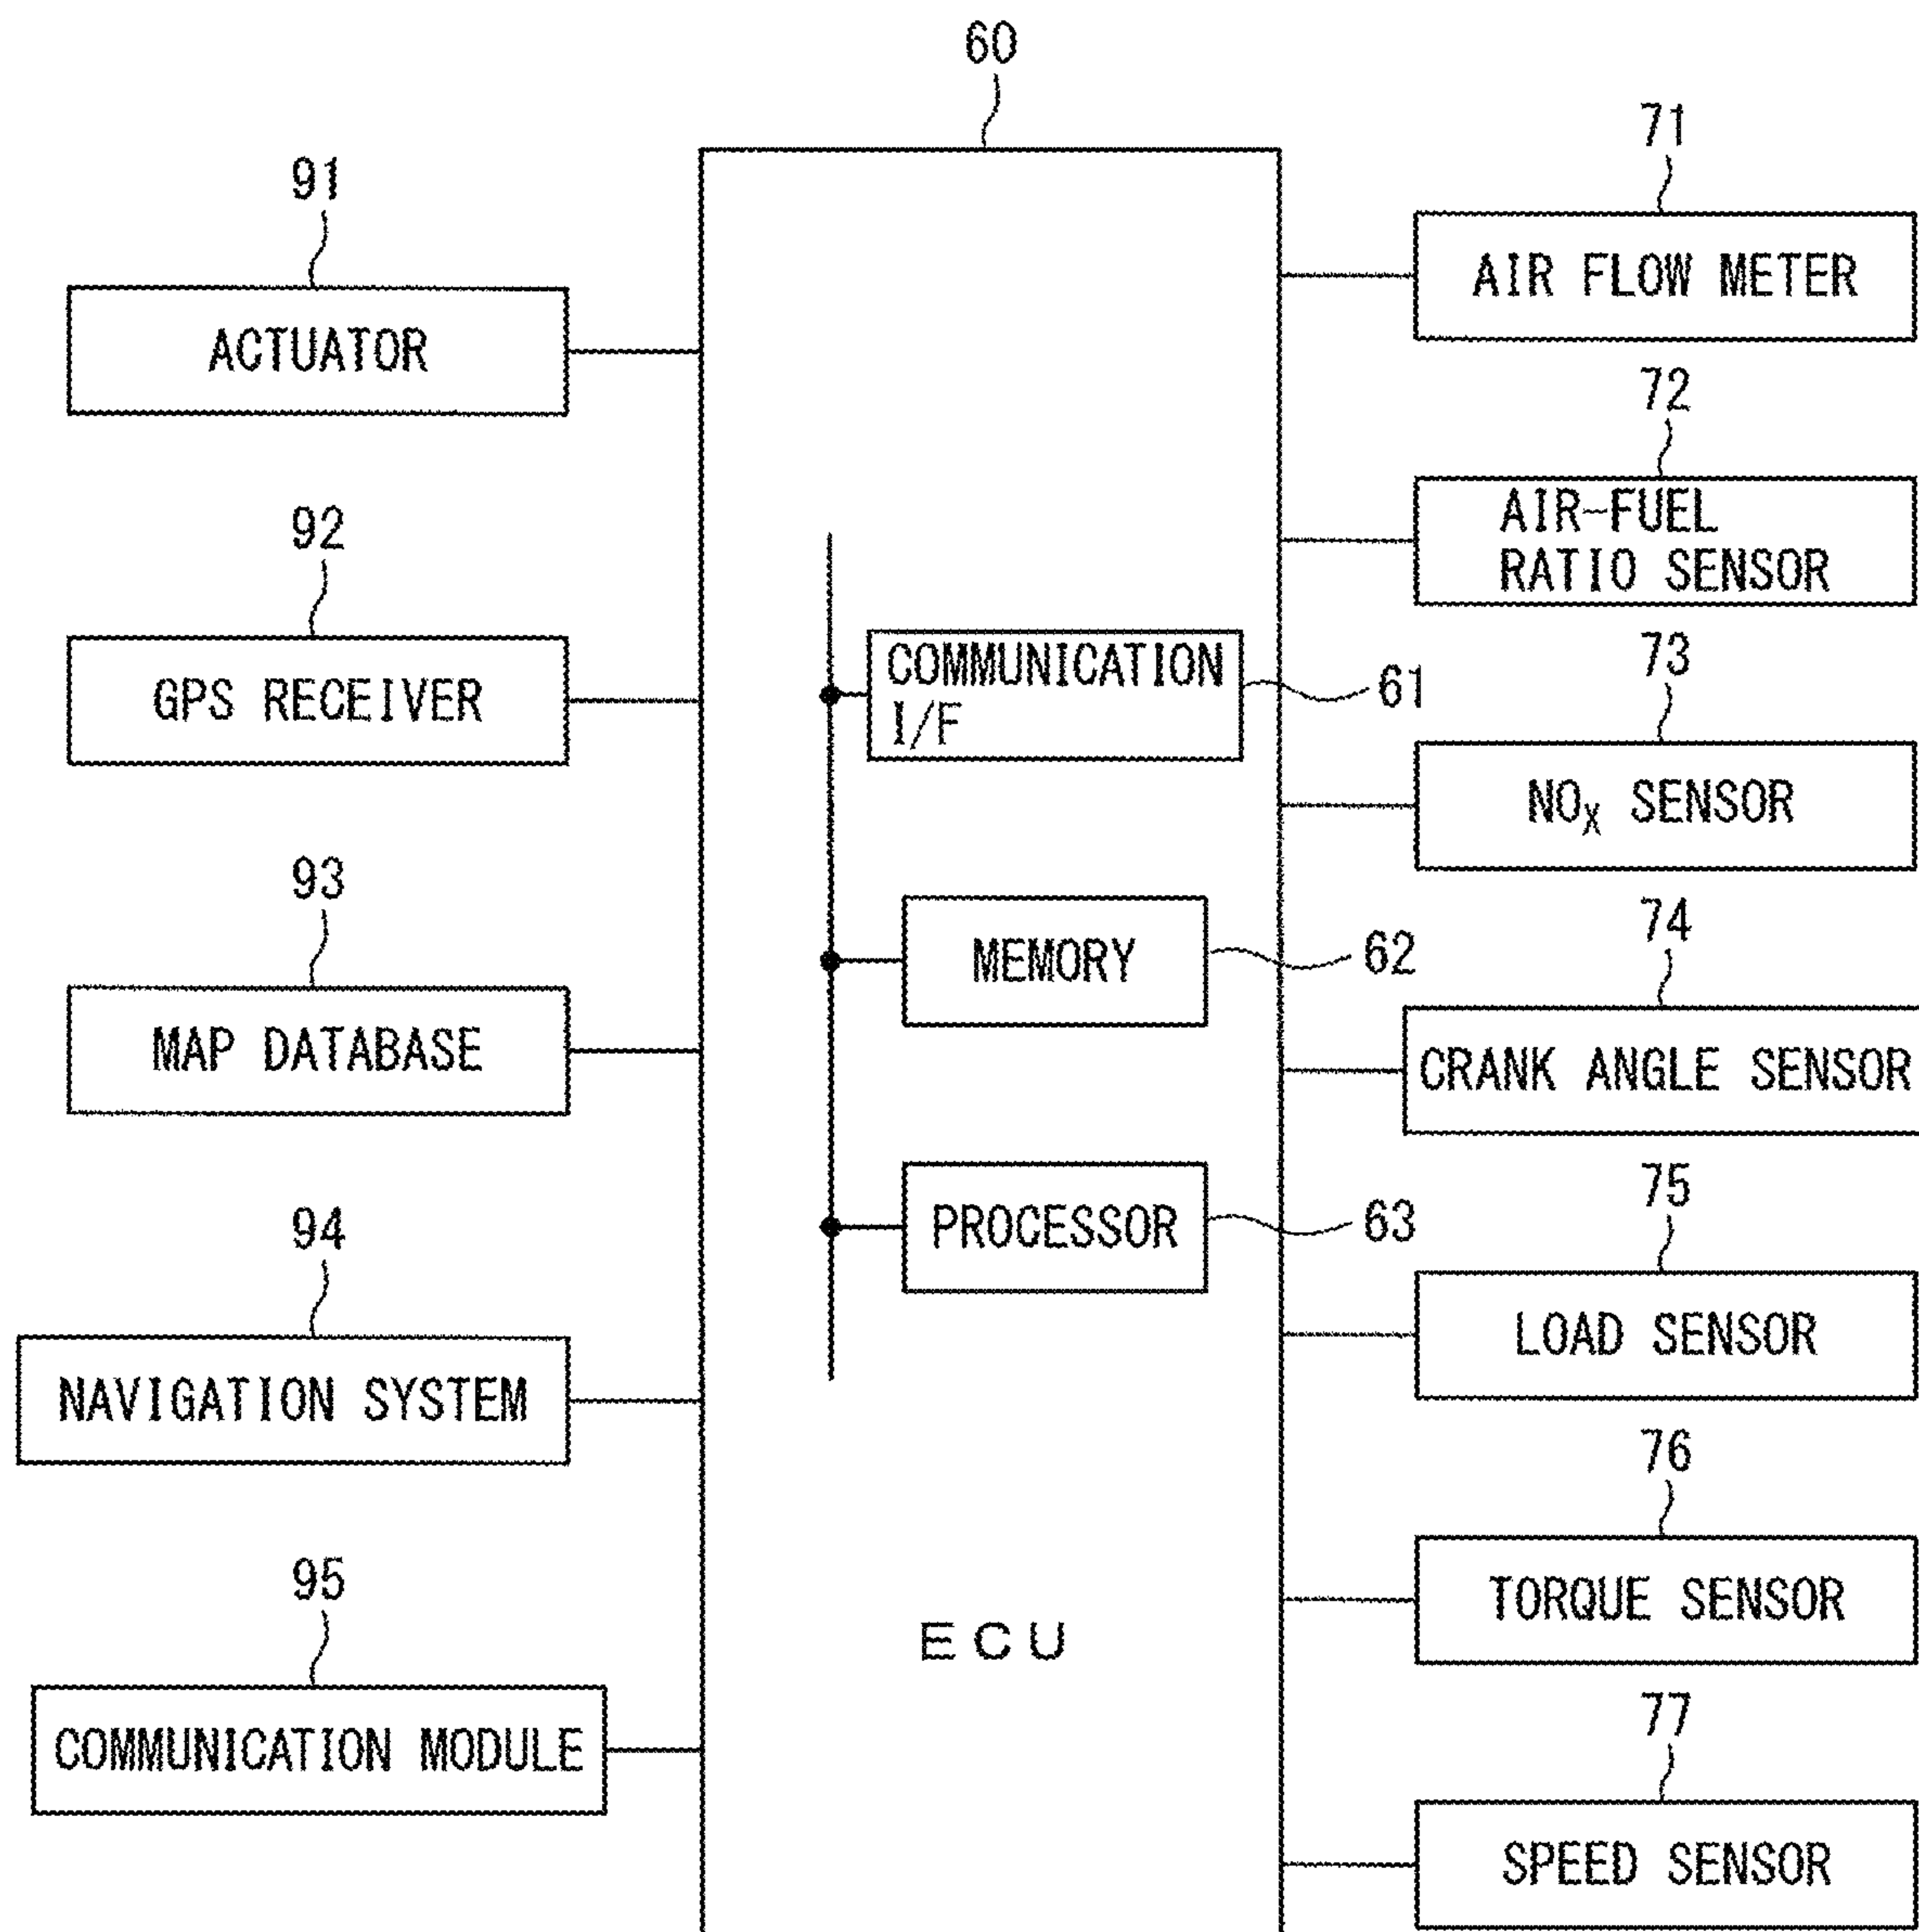 60
91
ACTUATOR
92
GPS RECEIVER
93
MAP DATABASE
94
NAVIGATION SYSTEM
95
COMMUNICATION MODULE
COMMUNICATION
I/F
61
MEMORY
62
PROCESSOR
63
ECU
71
AIR FLOW METER
72
AIR-FUEL
RATIO SENSOR
73
NOX SENSOR
74
CRANK ANGLE SENSOR
75
LOAD SENSOR
76
TORQUE SENSOR
77
SPEED SENSOR